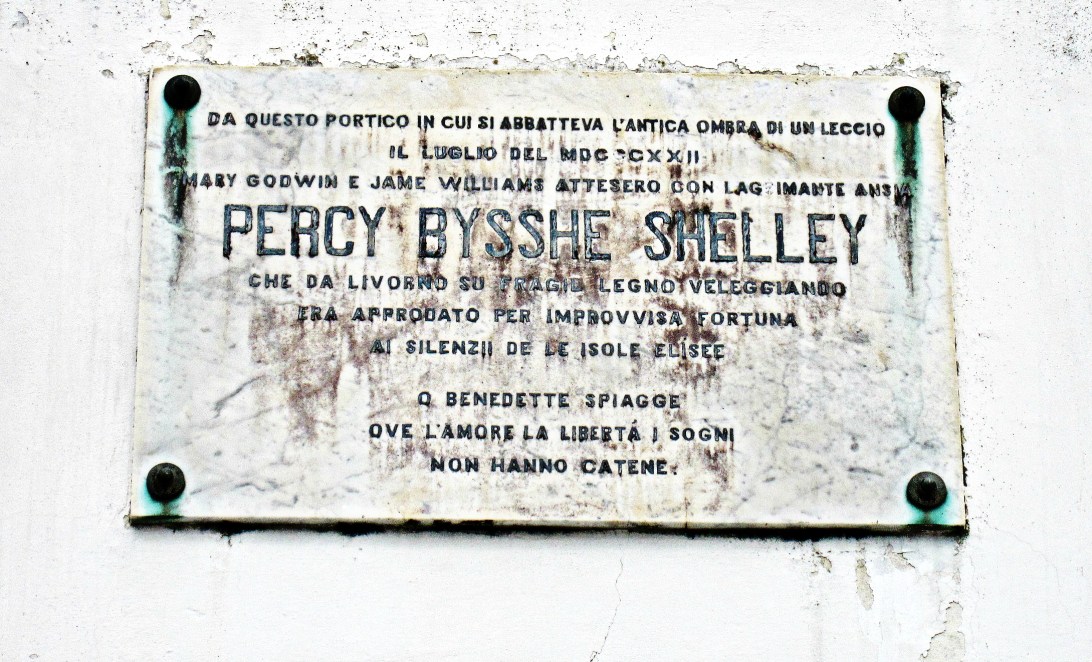 DA QUESTO PORTICO IN CUI SI ABBATTEVA L'ANTICA OMBRA DI UN LECCIO
IL LUGLIO DEL
MARY GODWIN E JAME WILLIAMS ATTESERO CON LAGRIMANTE ANSIA
PERCY BYSSHE SHELLEY
CHE DA LIVORNO SU FRAGIL LEGNO VELEGGIANDO
ERA APPRODATO PER IMPROVVISA FORTUNA
AI SILENZII DE LE ISOLE ELISEE
O BENEDETTE SPIAGGE
OVE L'AMORE LA LIBERTÁ I SOGNI
NON HANNO CATENE.